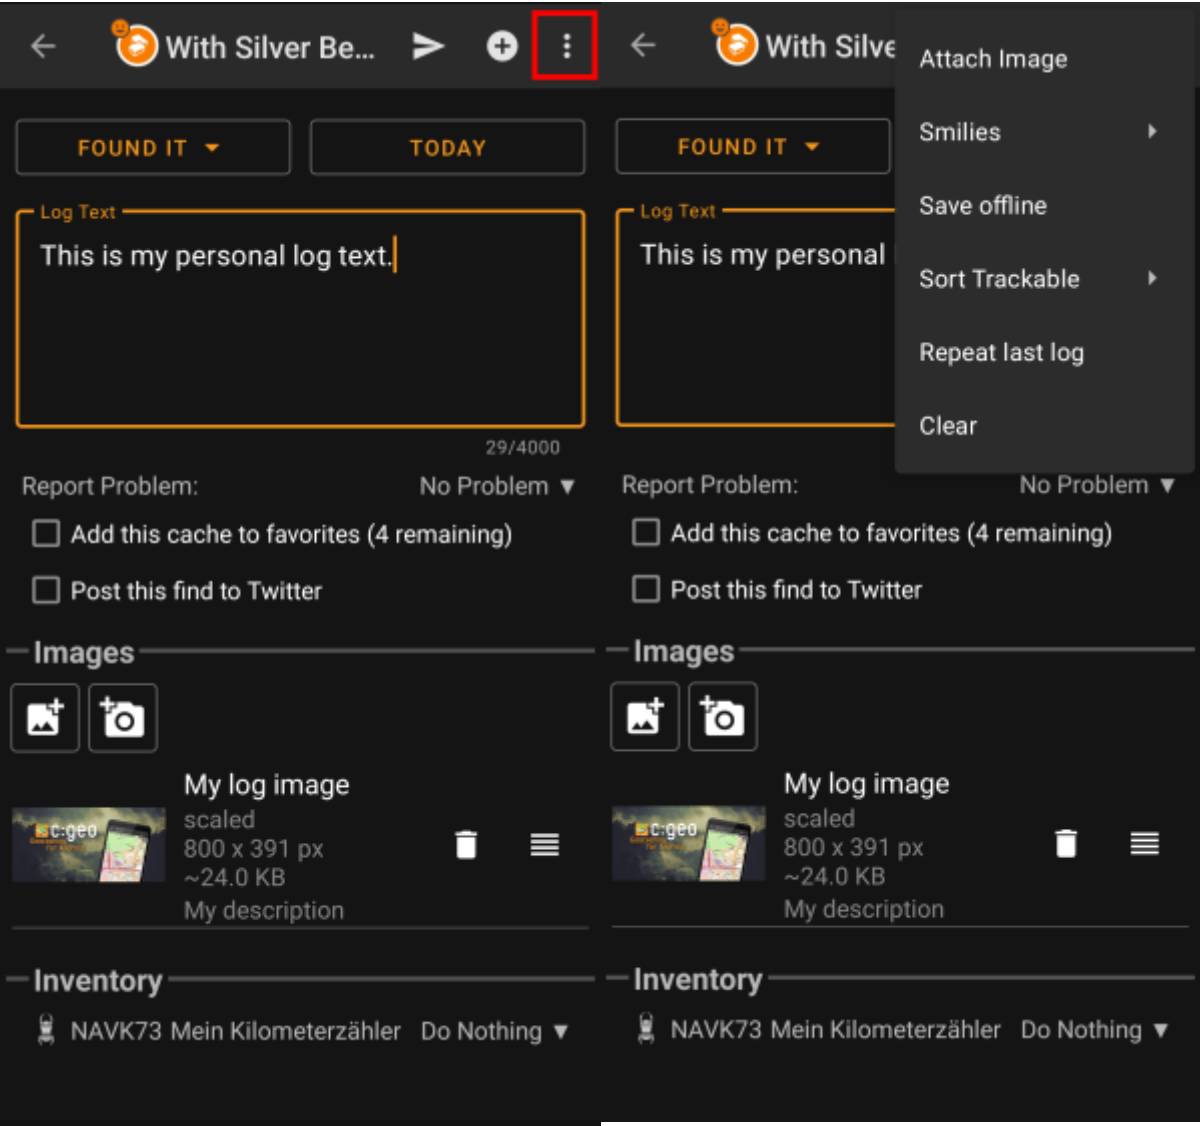 With Silver Be...
FOUND IT
TODAY
Log Text
This is my personal log text.
29/4000
Report Problem:
No Problem
Add this cache to favorites (4 remaining)
Post this find to Twitter
Images
My log image
c:geo
scaled
800 x 391 px
~24.0 KB
My description
Inventory
NAVK73 Mein Kilometerzähler
Do Nothing
With Silve
Attach Image
Smilies
Save offline
Sort Trackable
Repeat last log
Clear
FOUND IT
Log Text
This is my personal
Report Problem:
No Problem
Add this cache to favorites (4 remaining)
Post this find to Twitter
Images
My log image
c:geo
scaled
800 x 391 px
~24.0 KB
My description
Inventory
NAVK73 Mein Kilometerzähler
Do Nothing